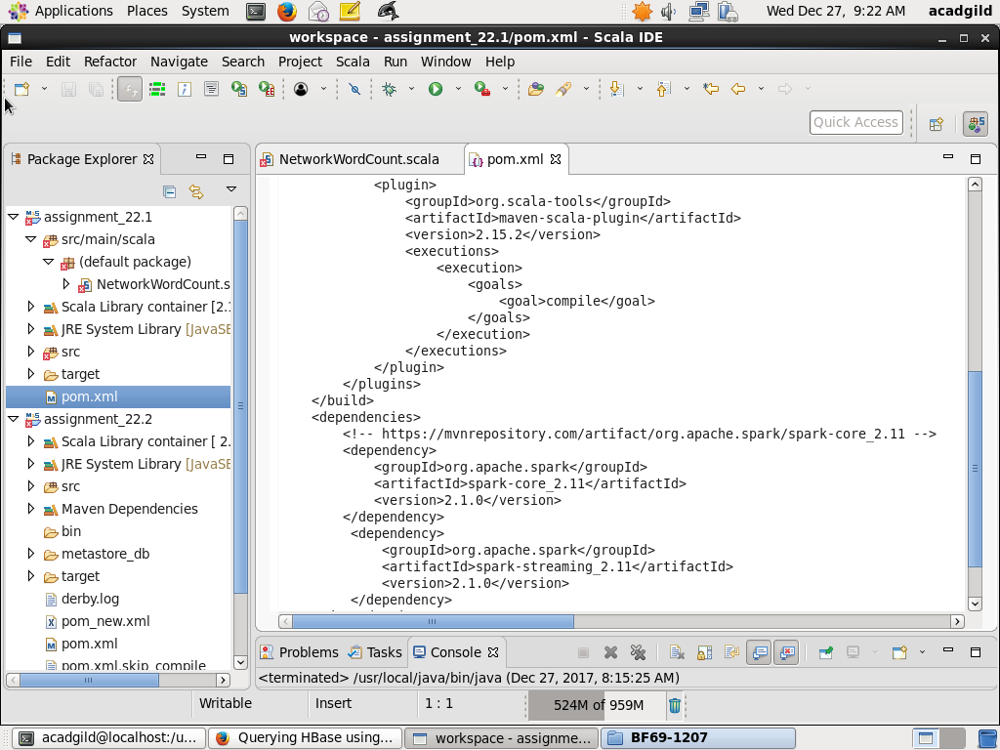 Applications Places System
Wed Dec 27, 9:22 AM acadgild
workspace - assignment_22.1/pom.xml - Scala IDE
File Edit Refactor Navigate Search Project Scala Run Window Help
Quick Access
Package Explorer
NetworkWordCount.scala
pom.xml
assignment_22.1
src/main/scala
(default package)
NetworkWordCount.s
Scala Library container [2.1
JRE System Library [JavaSE
src
target
pom.xml
assignment_22.2
Scala Library container [ 2.
JRE System Library [JavaSE
src
Maven Dependencies
bin
metastore_db
target
derby.log
pom_new.xml
pom.xml
pom.xml.skip_compile
<plugin>
<groupId>org.scala-tools</groupId>
<artifactId>maven-scala-plugin</artifactId>
<version>2.15.2</version>
<executions>
<execution>
<goals>
<goal>compile</goal>
</goals>
</execution>
</executions>
</plugin>
</plugins>
</build>
<dependencies>
<!-- https://mvnrepository.com/artifact/org.apache.spark/spark-core_2.11 -->
<dependency>
<groupId>org.apache.spark</groupId>
<artifactId>spark-core_2.11</artifactId>
<version>2.1.0</version>
</dependency>
<dependency>
<groupId>org.apache.spark</groupId>
<artifactId>spark-streaming_2.11</artifactId>
<version>2.1.0</version>
</dependency>
Problems Tasks Console
<terminated> /usr/local/java/bin/java (Dec 27, 2017, 8:15:25 AM)
Writable Insert 1 : 1 524M of 959M
acadgild@localhost:/u... Querying HBase using... workspace - assignme... BF69-1207